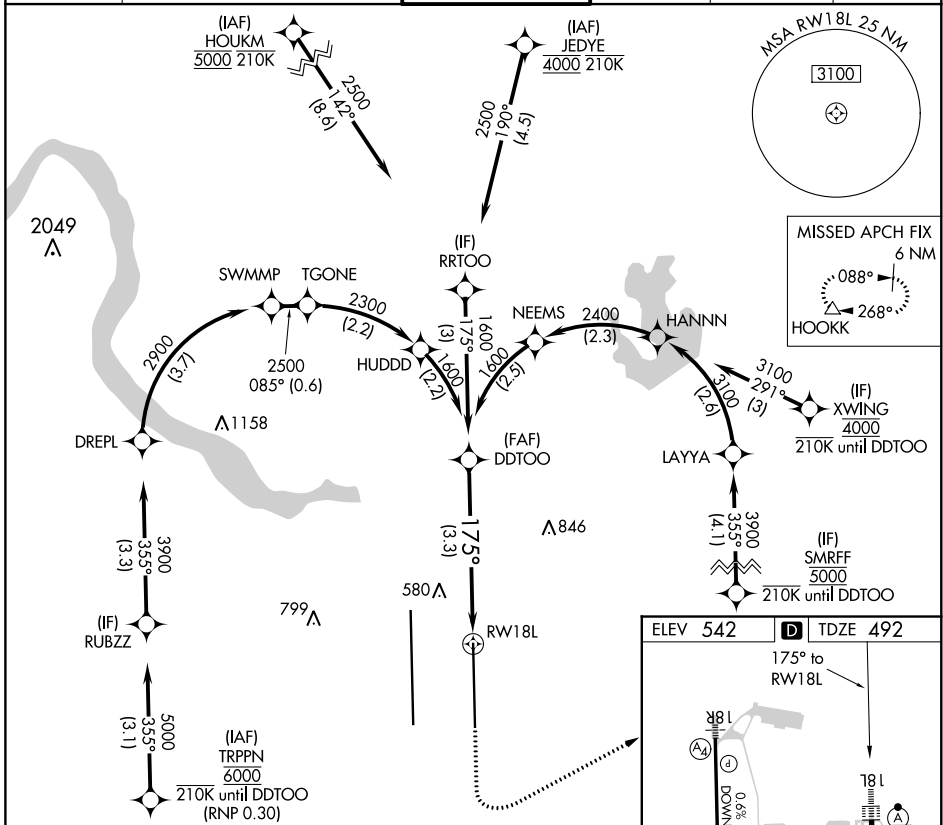 (IAF)
HOUKM
5000 210K
2500
142°
(8.6)
(IAF)
JEDYE
4000 210K
2500
190°
(4.5)
MSA RW18L 25 NM
3100
2049
MISSED APCH FIX
6 NM
088°
268°
HOOKK
(IF)
RRTOO
1600
175°
(3)
SWMMP
TGONE
2300
(2.2)
2500
085° (0.6)
HUDDD
1600
(2.2)
NEEMS
1600
(2.5)
2400
(2.3)
HANNN
3100
(2.6)
3100
291°
(3)
(IF)
XWING
4000
210K until DDTOO
2900
(3.7)
DREPL
1158
(FAF)
DDTOO
LAYYA
175°
(3.3)
846
3900
355°
(4.1)
(IF)
SMRFF
5000
210K until DDTOO
3900
355°
(3.3)
(IF)
RUBZZ
799
580
RW18L
5000
355°
(3.1)
(IAF)
TRPPN
6000
210K until DDTOO
(RNP 0.30)
ELEV 542 D TDZE 492
175° to
RW18L
18R
A4
P
0.6%
DOWN
18L
A